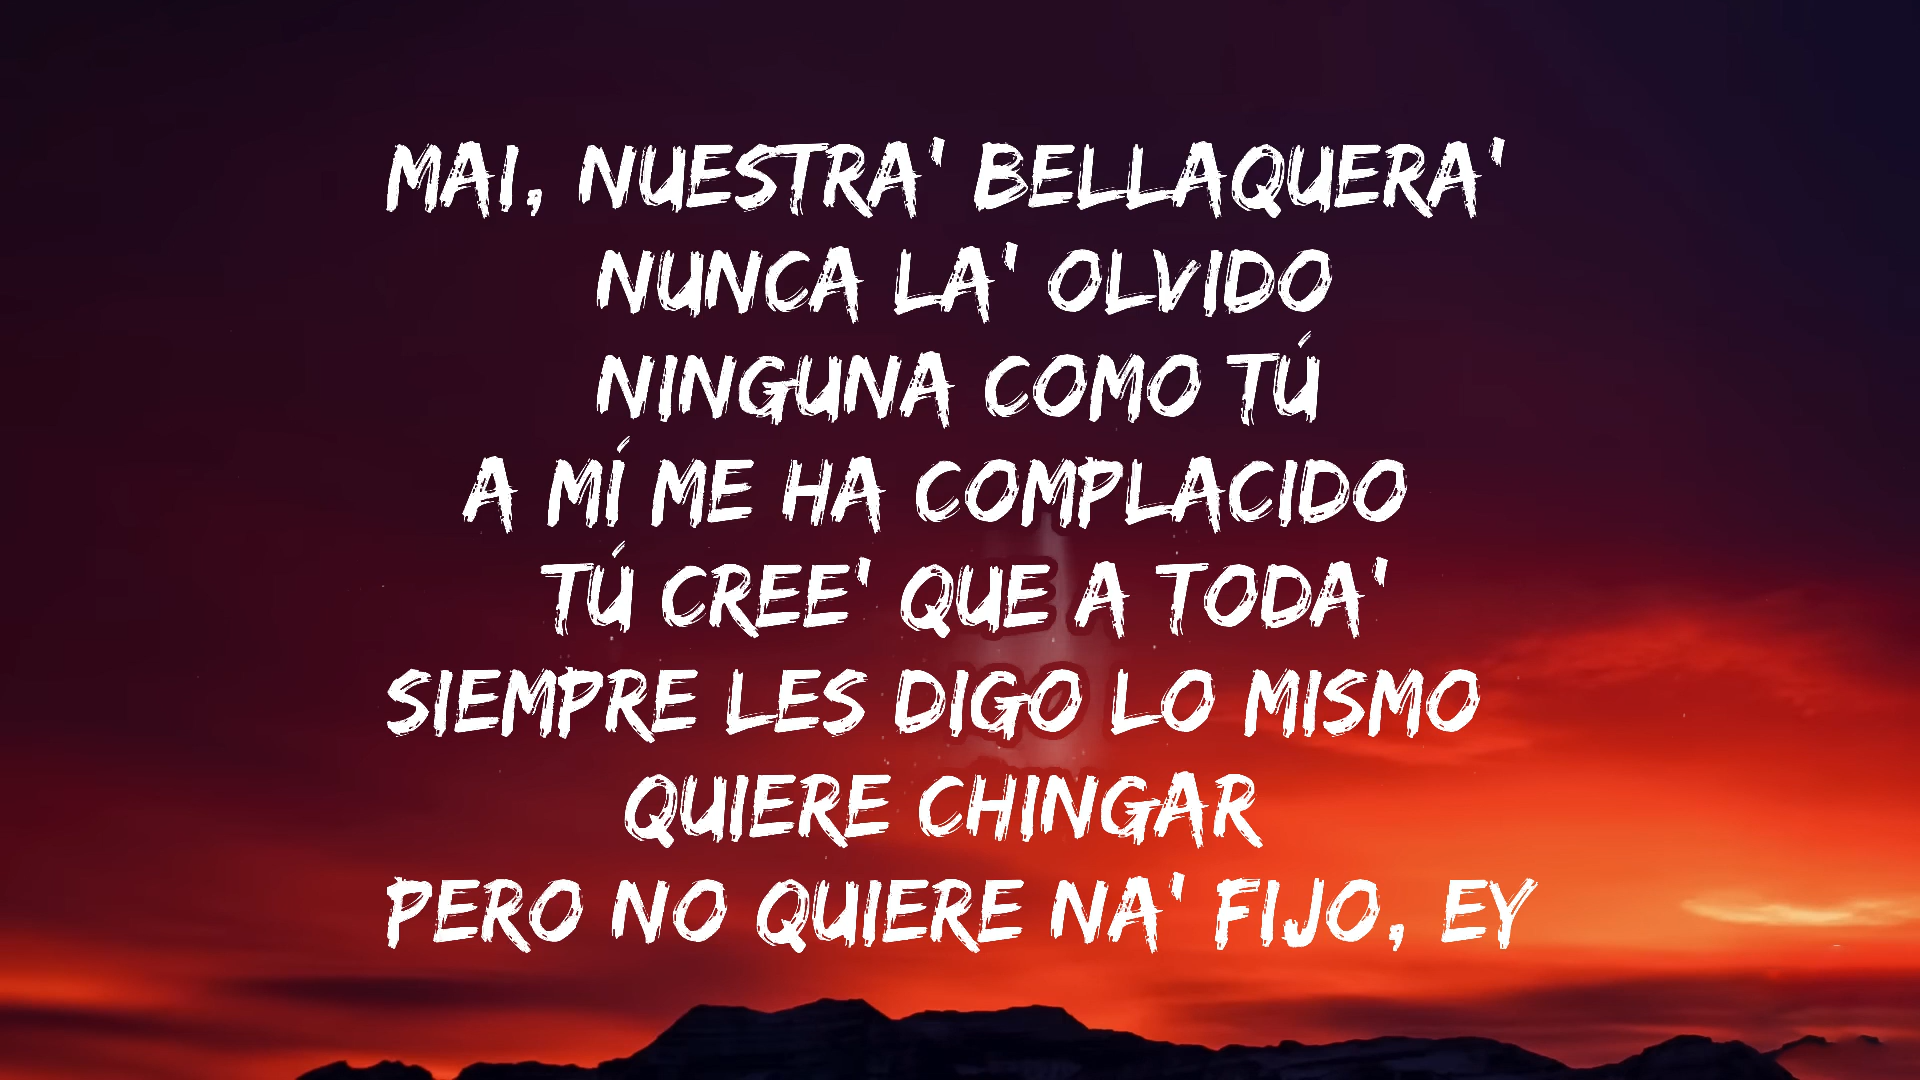 MAI, NUESTRA' BELLAQUERA'
NUNCA LA' OLVIDO
NINGUNA COMO TÚ
A MÍ ME HA COMPLACIDO
TÚ CREE' QUE A TODA'
SIEMPRE LES DIGO LO MISMO
QUIERE CHINGAR
PERO NO QUIERE NA' FIJO, EY